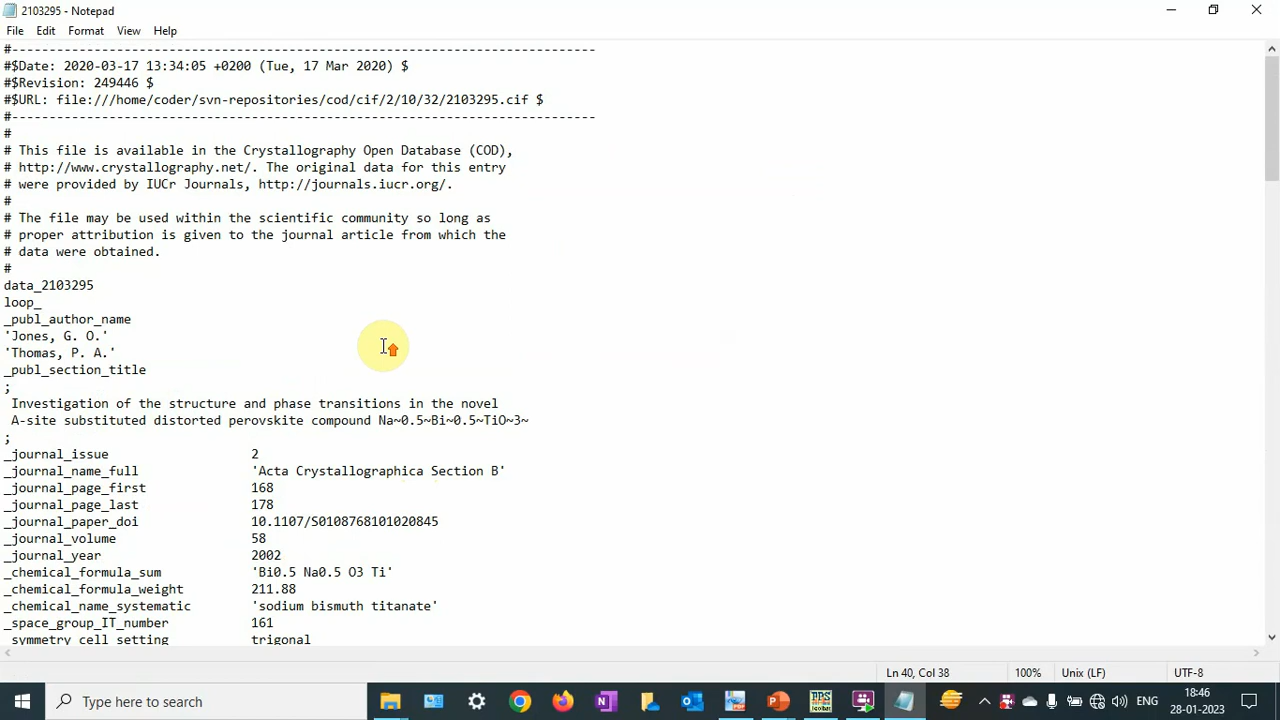 2103295 - Notepad
File Edit Format View Help
#------------------------------------------------------------------------------
#$Date: 2020-03-17 13:34:05 +0200 (Tue, 17 Mar 2020) $
#$Revision: 249446 $
#$URL: file:///home/coder/svn-repositories/cod/cif/2/10/32/2103295.cif $
#------------------------------------------------------------------------------
#
# This file is available in the Crystallography Open Database (COD),
# http://www.crystallography.net/. The original data for this entry
# were provided by IUCr Journals, http://journals.iucr.org/.
#
# The file may be used within the scientific community so long as
# proper attribution is given to the journal article from which the
# data were obtained.
#
data_2103295
loop_
_publ_author_name
'Jones, G. O.'
'Thomas, P. A.'
_publ_section_title
;
Investigation of the structure and phase transitions in the novel
A-site substituted distorted perovskite compound Na~0.5~Bi~0.5~TiO~3~
;
_journal_issue 2
_journal_name_full 'Acta Crystallographica Section B'
_journal_page_first 168
_journal_page_last 178
_journal_paper_doi 10.1107/S0108768101020845
_journal_volume 58
_journal_year 2002
_chemical_formula_sum 'Bi0.5 Na0.5 O3 Ti'
_chemical_formula_weight 211.88
_chemical_name_systematic 'sodium bismuth titanate'
_space_group_IT_number 161
_symmetry_cell_setting trigonal
Ln 40, Col 38 100% Unix (LF) UTF-8
Type here to search
ENG
18:46
28-01-2023